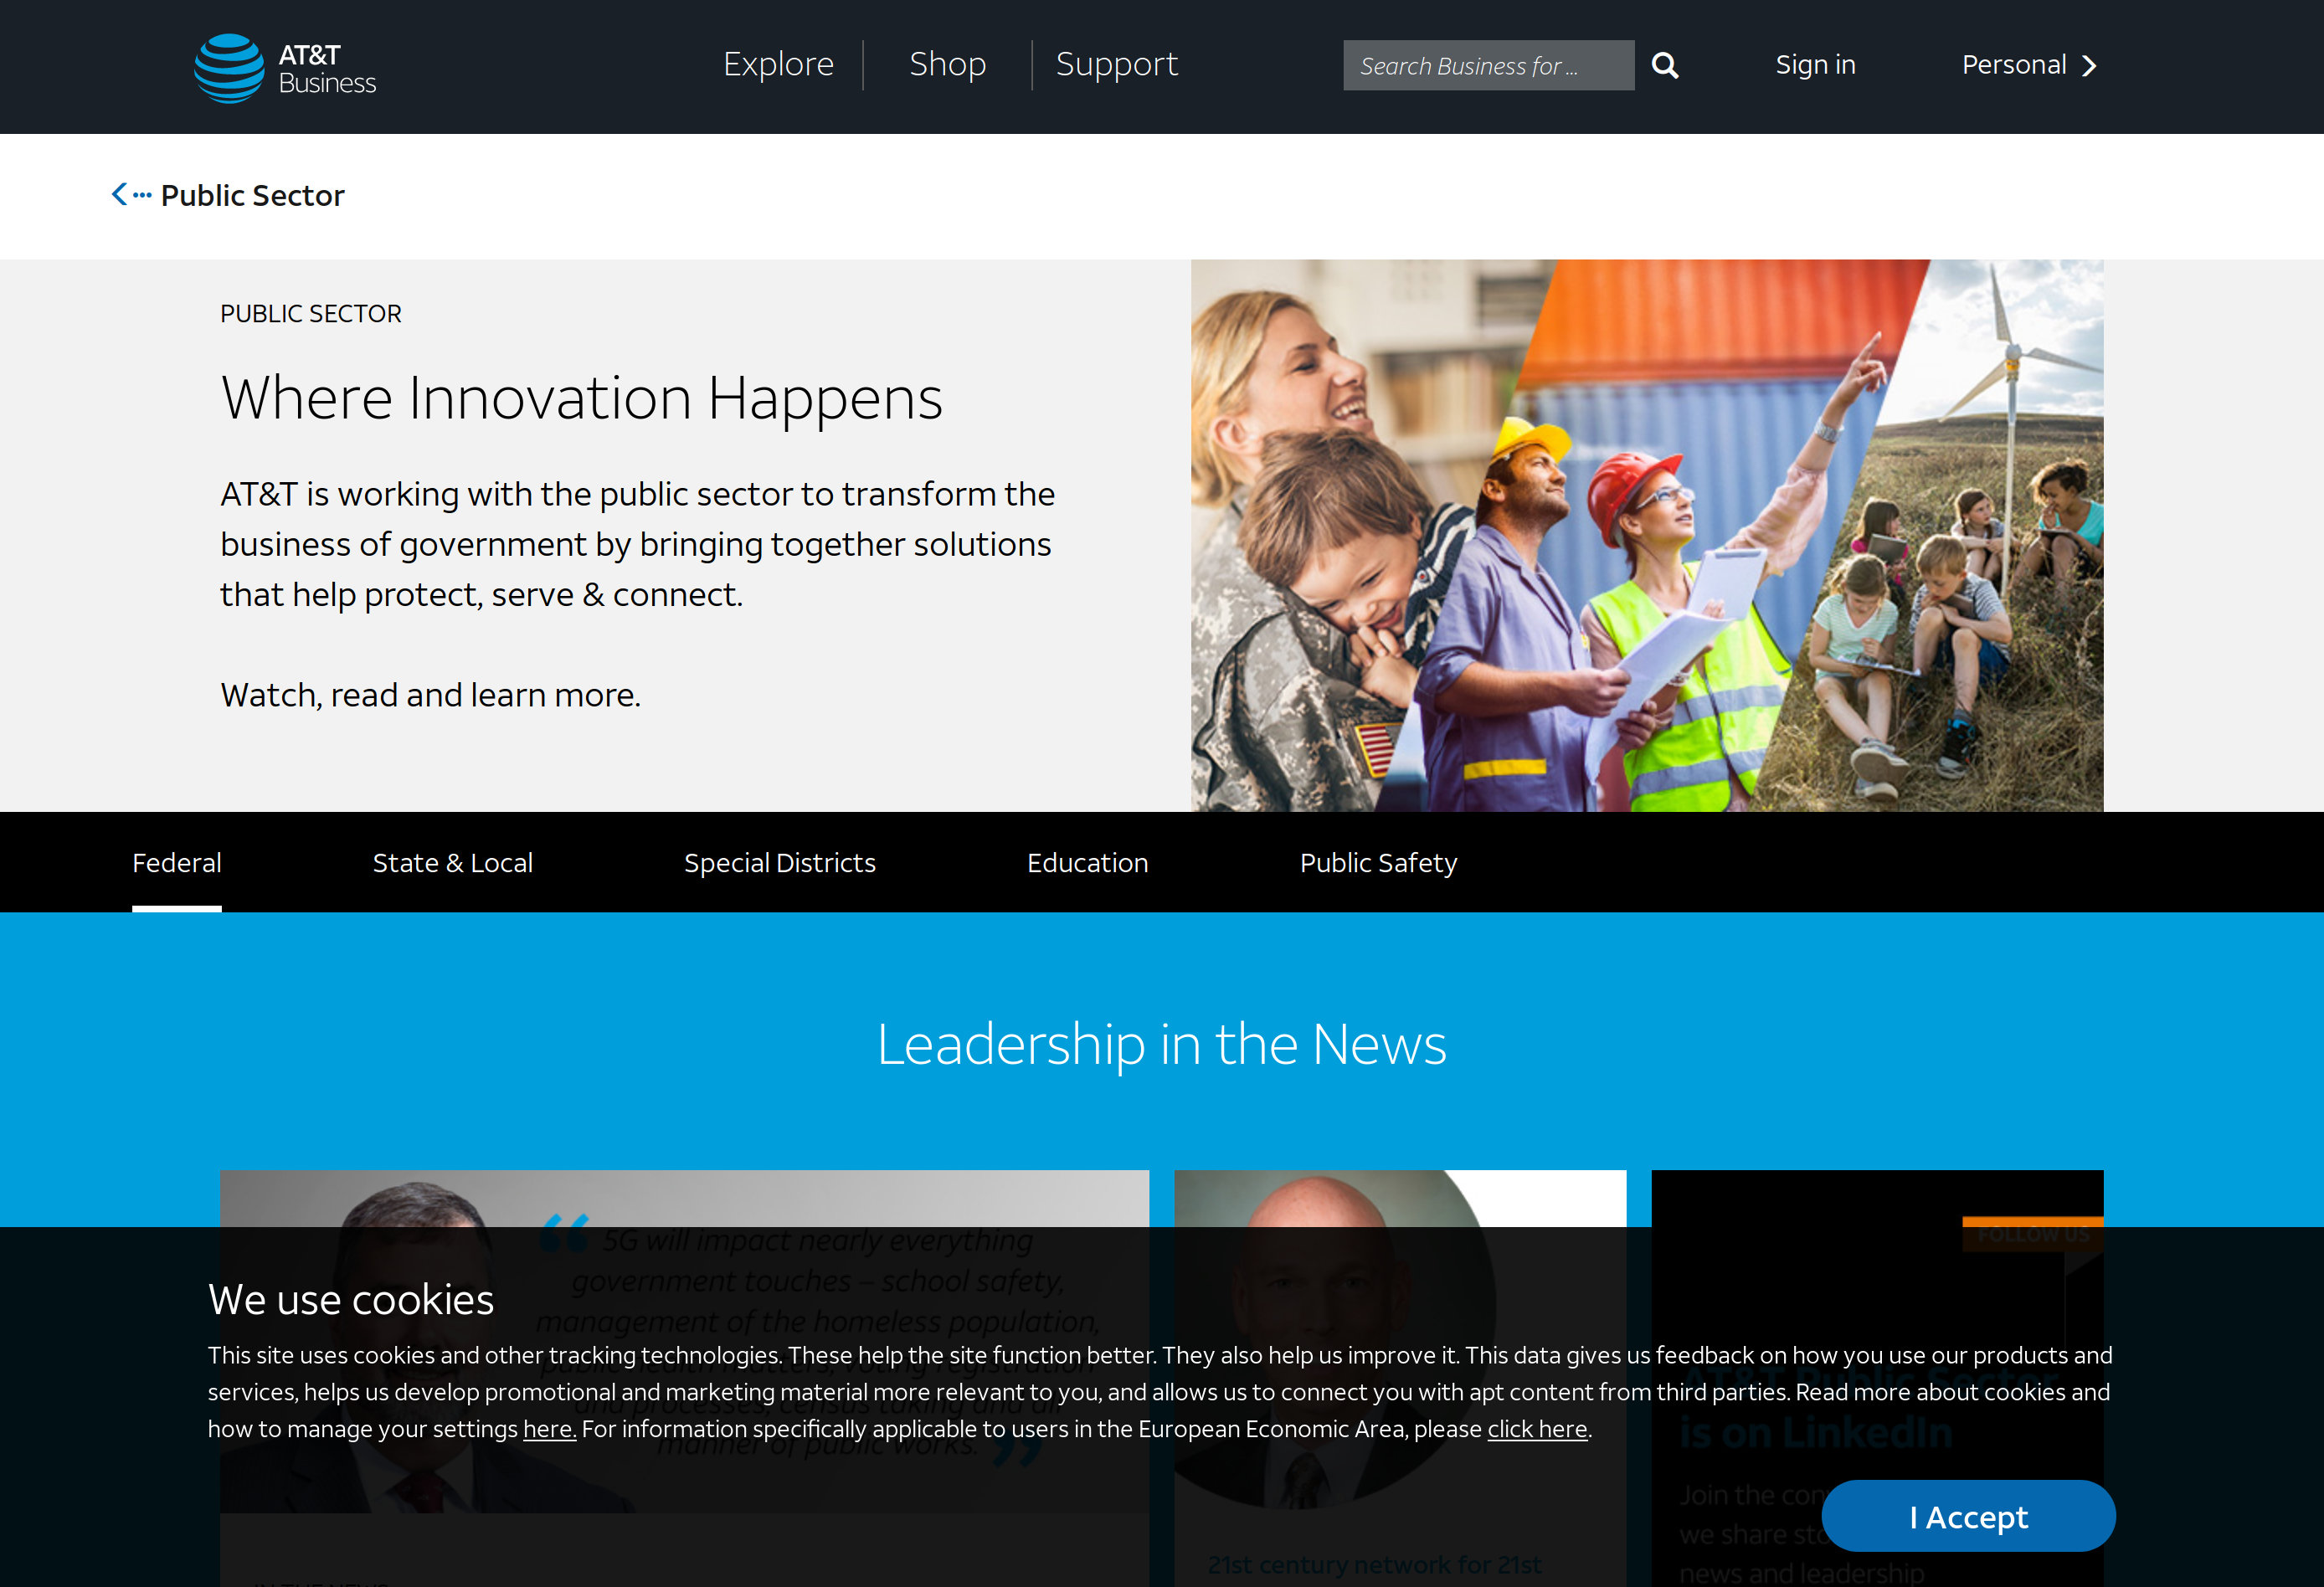 AT&T
Business
Explore
Shop
Support
Search Business for ...
Sign in
Personal
Public Sector
PUBLIC SECTOR
Where Innovation Happens
AT&T is working with the public sector to transform the
business of government by bringing together solutions
that help protect, serve & connect.
Watch, read and learn more.
Federal
State & Local
Special Districts
Education
Public Safety
Leadership in the News
“ 5G will impact nearly everything
government touches – school safety,
management of the homeless population,
public health matters, voting registration
and processes, census taking and all
manner of public works. ”
FOLLOW US
We use cookies
This site uses cookies and other tracking technologies. These help the site function better. They also help us improve it. This data gives us feedback on how you use our products and
services, helps us develop promotional and marketing material more relevant to you, and allows us to connect you with apt content from third parties. Read more about cookies and
how to manage your settings here. For information specifically applicable to users in the European Economic Area, please click here.
I Accept
21st century network for 21st
AT&T Public Sector
is on LinkedIn
Join the
we share
news and leadership
IN THE NEWS